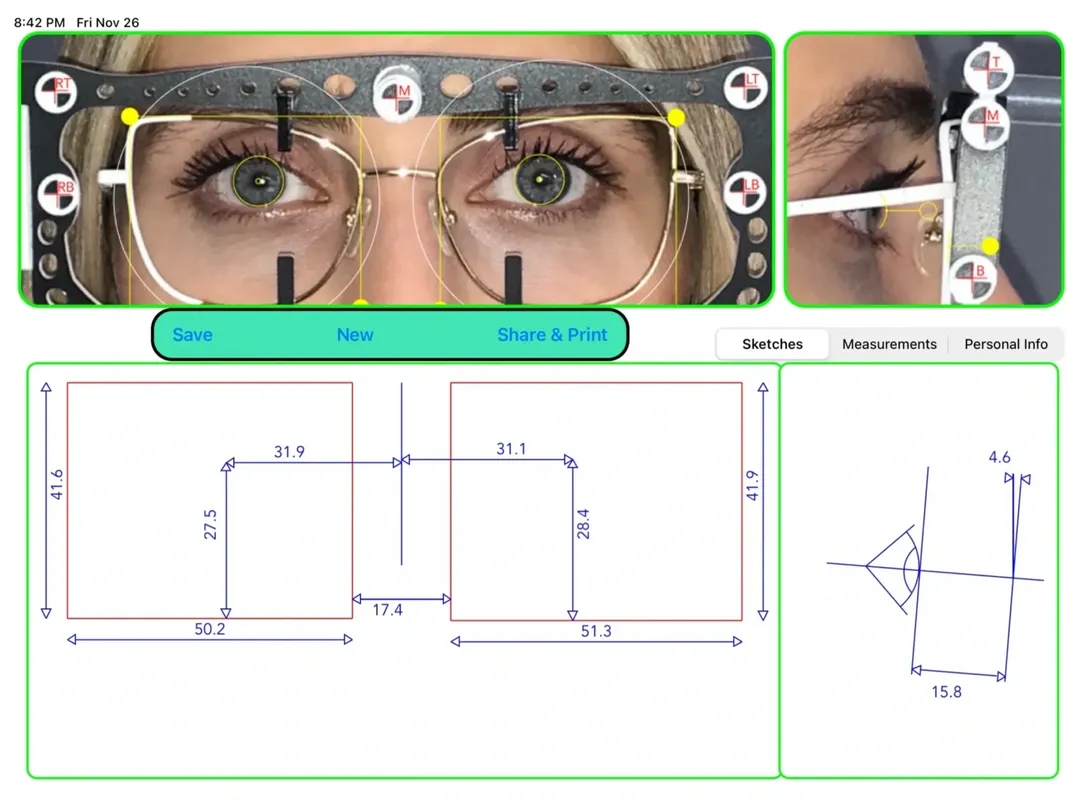 8:42 PM Fri Nov 26
RT
M
LT
RB
LB
T
M
B
Save New Share & Print
Sketches Measurements Personal Info
31.9
31.1
41.6
41.9
27.5
28.4
17.4
50.2
51.3
4.6
15.8